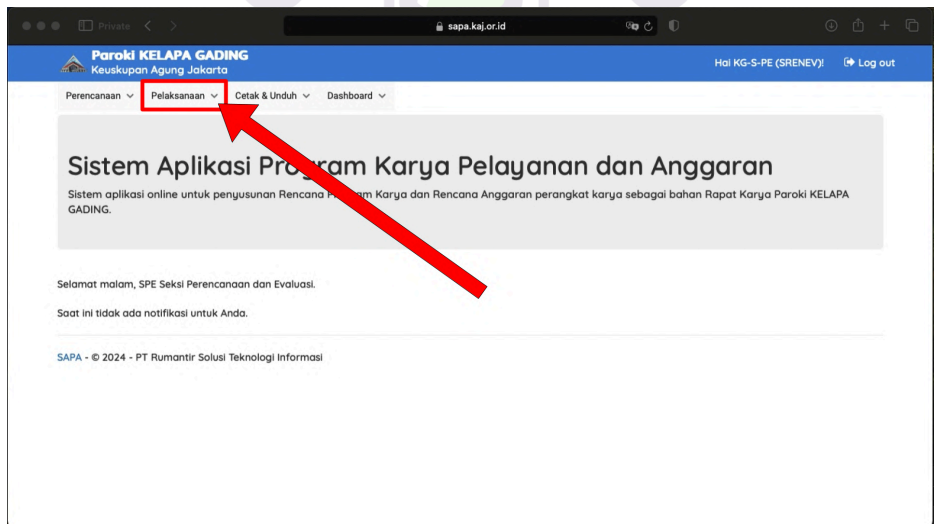 Private
sapa.kaj.or.id
Paroki KELAPA GADING
Keuskupan Agung Jakarta
Hai KG-S-PE (SRENEV)!
Log out
Perencanaan
Pelaksanaan
Cetak & Unduh
Dashboard
Sistem Aplikasi Program Karya Pelayanan dan Anggaran
Sistem aplikasi online untuk penyusunan Rencana Program Karya dan Rencana Anggaran perangkat karya sebagai bahan Rapat Karya Paroki KELAPA
GADING.
Selamat malam, SPE Seksi Perencanaan dan Evaluasi.
Saat ini tidak ada notifikasi untuk Anda.
SAPA - © 2024 - PT Rumantir Solusi Teknologi Informasi